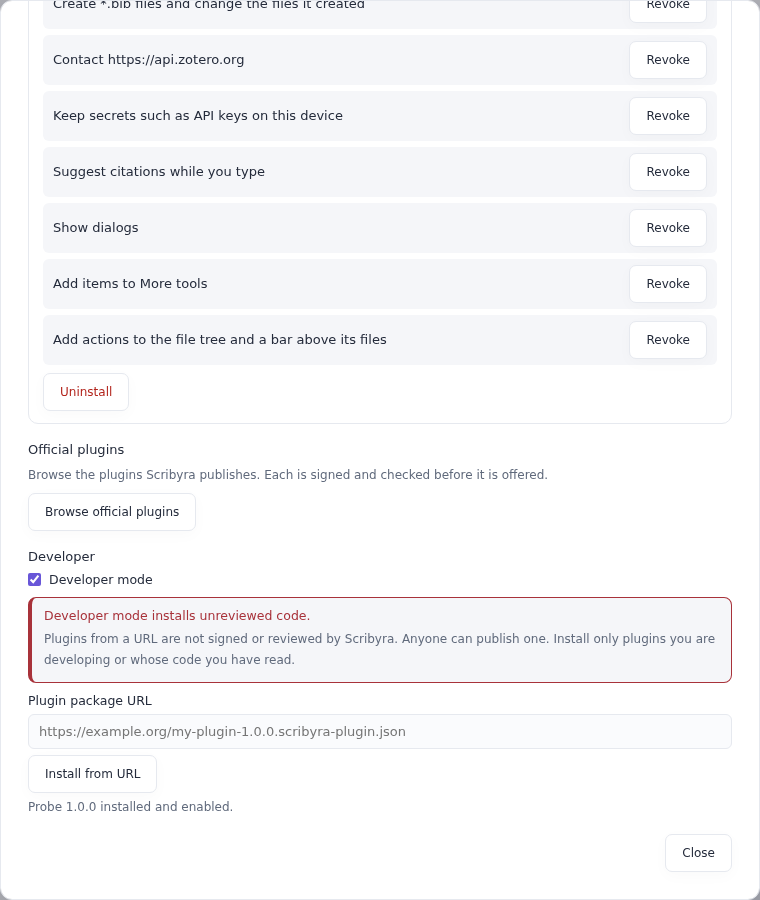 Create *.bib files and change the files it created
Revoke
Contact https://api.zotero.org
Revoke
Keep secrets such as API keys on this device
Revoke
Suggest citations while you type
Revoke
Show dialogs
Revoke
Add items to More tools
Revoke
Add actions to the file tree and a bar above its files
Revoke
Uninstall
Official plugins
Browse the plugins Scribyra publishes. Each is signed and checked before it is offered.
Browse official plugins
Developer
Developer mode
Developer mode installs unreviewed code.
Plugins from a URL are not signed or reviewed by Scribyra. Anyone can publish one. Install only plugins you are
developing or whose code you have read.
Plugin package URL
https://example.org/my-plugin-1.0.0.scribyra-plugin.json
Install from URL
Probe 1.0.0 installed and enabled.
Close